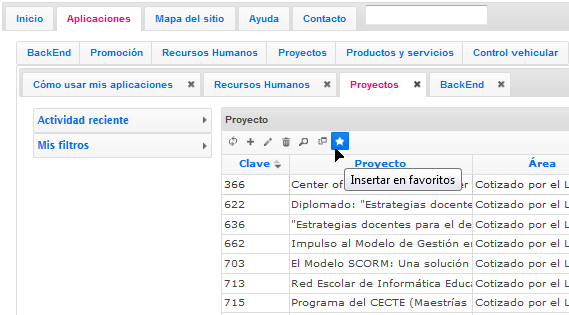 Inicio Aplicaciones Mapa del sitio Ayuda Contacto
BackEnd Promoción Recursos Humanos Proyectos Productos y servicios Control vehicular
Cómo usar mis aplicaciones Recursos Humanos Proyectos BackEnd
Actividad reciente
Mis filtros
Proyecto
Clave Proyecto Área
Insertar en favoritos
366 Center of Cotizado por el L
622 Diplomado: "Estrategias docente Cotizado por el L
636 "Estrategias docentes para el de Cotizado por el L
662 Impulso al Modelo de Gestión e Cotizado por el L
703 El Modelo SCORM: Una solución Cotizado por el L
713 Red Escolar de Informática Educa Cotizado por el L
715 Programa del CECTE (Maestrías Cotizado por el L